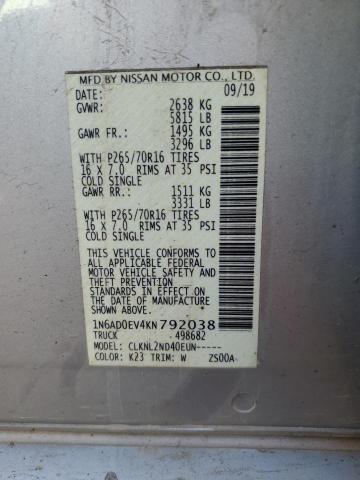 MFD BY NISSAN MOTOR CO., LTD.
DATE: 09/19
GVWR: 2638 KG
5815 LB
GAWR FR.: 1495 KG
3296 LB
WITH P265/70R16 TIRES
16 X 7.0 RIMS AT 35 PSI
COLD SINGLE
GAWR RR.: 1511 KG
3331 LB
WITH P265/70R16 TIRES
16 X 7.0 RIMS AT 35 PSI
COLD SINGLE
THIS VEHICLE CONFORMS TO
ALL APPLICABLE FEDERAL
MOTOR VEHICLE SAFETY
AND THEFT PREVENTION
STANDARDS IN EFFECT ON
THE DATE OF MANUFACTURE
SHOWN ABOVE
1N6AD0EV4KN792038
TRUCK 498682
MODEL: CLKNL2ND40EUN-----
COLOR: K23 TRIM: W ZS00A